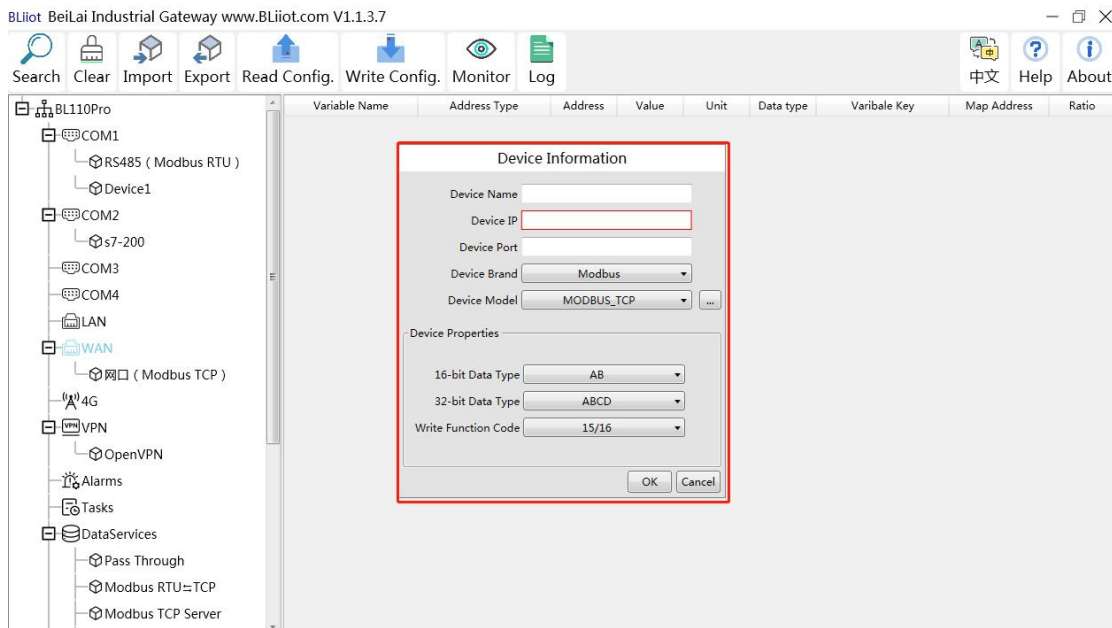 BLiiot BeiLai Industrial Gateway www.BLiiot.com V1.1.3.7
Search Clear Import Export Read Config. Write Config. Monitor Log 中文 Help About
BL110Pro
COM1
RS485 ( Modbus RTU )
Device1
COM2
s7-200
COM3
COM4
LAN
WAN
网口 ( Modbus TCP )
4G
VPN
VPN
OpenVPN
Alarms
Tasks
DataServices
Pass Through
Modbus RTU⇆TCP
Modbus TCP Server
Variable Name Address Type Address Value Unit Data type Varibale Key Map Address Ratio
Device Information
Device Name
Device IP
Device Port
Device Brand Modbus
Device Model MODBUS_TCP ...
Device Properties
16-bit Data Type AB
32-bit Data Type ABCD
Write Function Code 15/16
OK Cancel